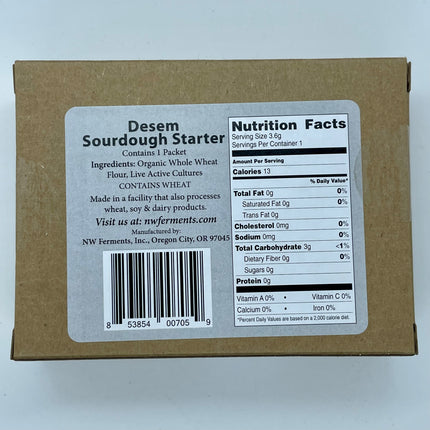 Desem
Sourdough Starter
Contains 1 Packet
Ingredients: Organic Whole Wheat
Flour, Live Active Cultures
CONTAINS WHEAT
Made in a facility that also processes
wheat, soy & dairy products.
Visit us at: nwferments.com
Manufactured by:
NW Ferments, Inc., Oregon City, OR 97045
8 53854 00705 9
Nutrition Facts
Serving Size 3.6g
Servings Per Container 1
Amount Per Serving
Calories 13
% Daily Value*
Total Fat 0g 0%
Saturated Fat 0g 0%
Trans Fat 0g
Cholesterol 0mg 0%
Sodium 0mg 0%
Total Carbohydrate 3g <1%
Dietary Fiber 0g 0%
Sugars 0g
Protein 0g
Vitamin A 0% • Vitamin C 0%
Calcium 0% • Iron 0%
*Percent Daily Values are based on a 2,000 calorie diet.